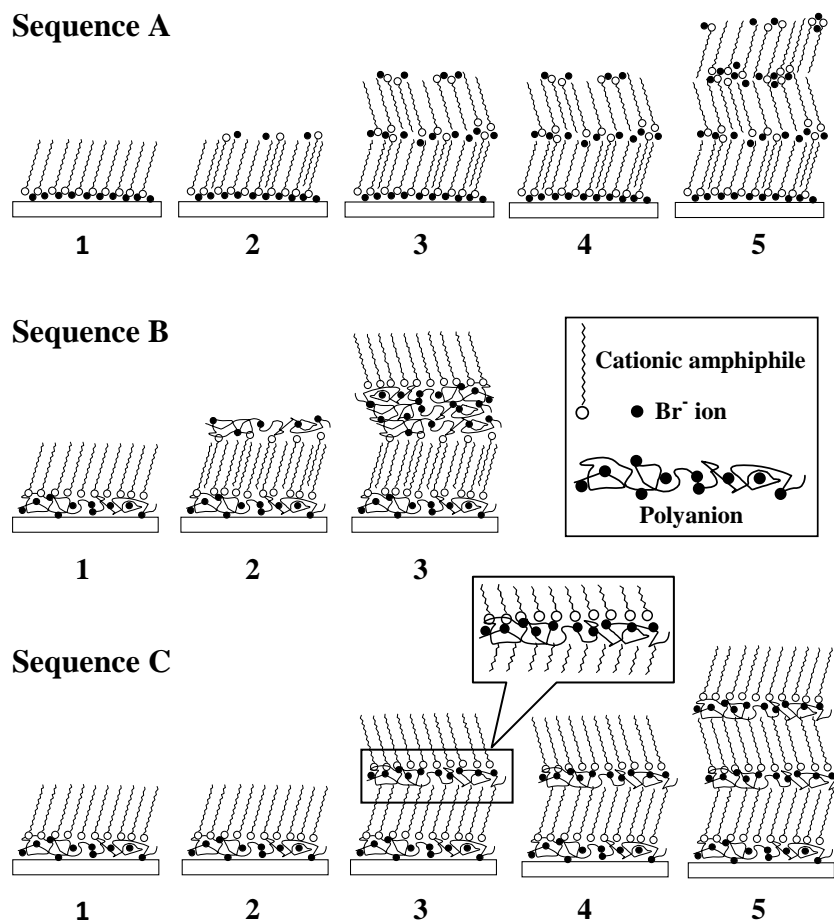 Sequence A
1 2 3 4 5
Sequence B
Cationic amphiphile
Br⁻ ion
Polyanion
1 2 3
Sequence C
1 2 3 4 5